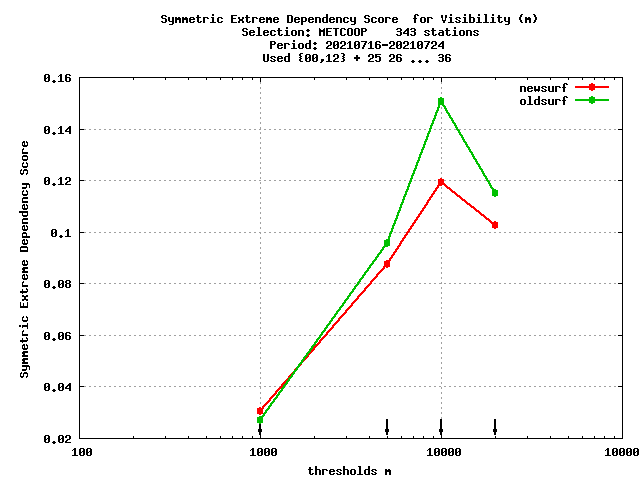 Symmetric Extreme Dependency Score  for Visibility (m)
Selection: METCOOP    343 stations
Period: 20210716-20210724
Used {00,12} + 25 26 ... 36
newsurf
oldsurf
Symmetric Extreme Dependency Score
0.16
0.14
0.12
0.1
0.08
0.06
0.04
0.02
100
1000
10000
10000
thresholds m